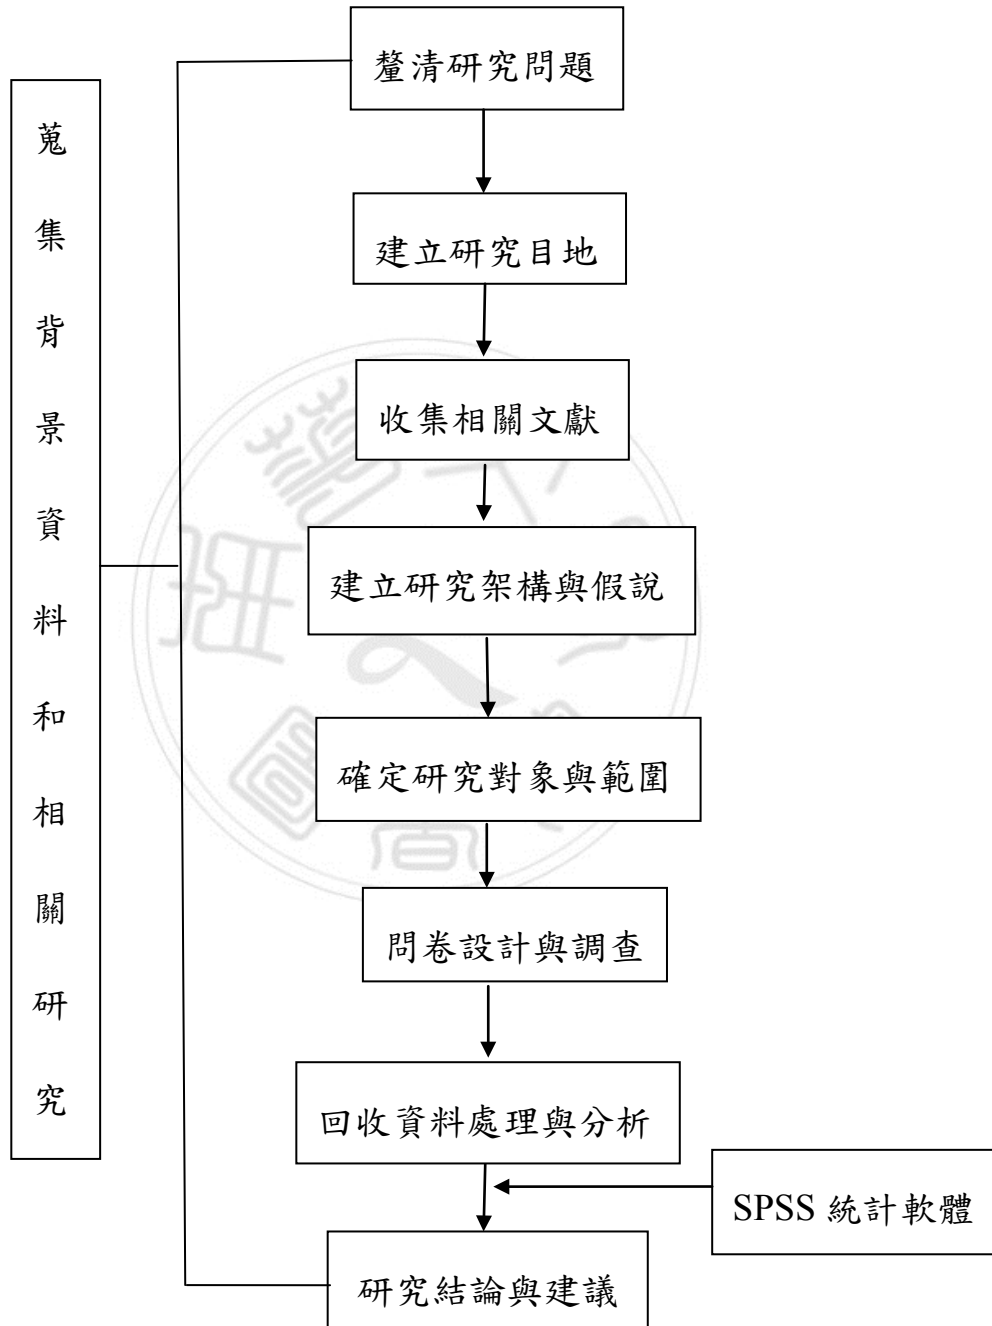 釐清研究問題
蒐集背景資料和相關研究
建立研究目地
收集相關文獻
建立研究架構與假說
確定研究對象與範圍
問卷設計與調查
回收資料處理與分析
SPSS 統計軟體
研究結論與建議